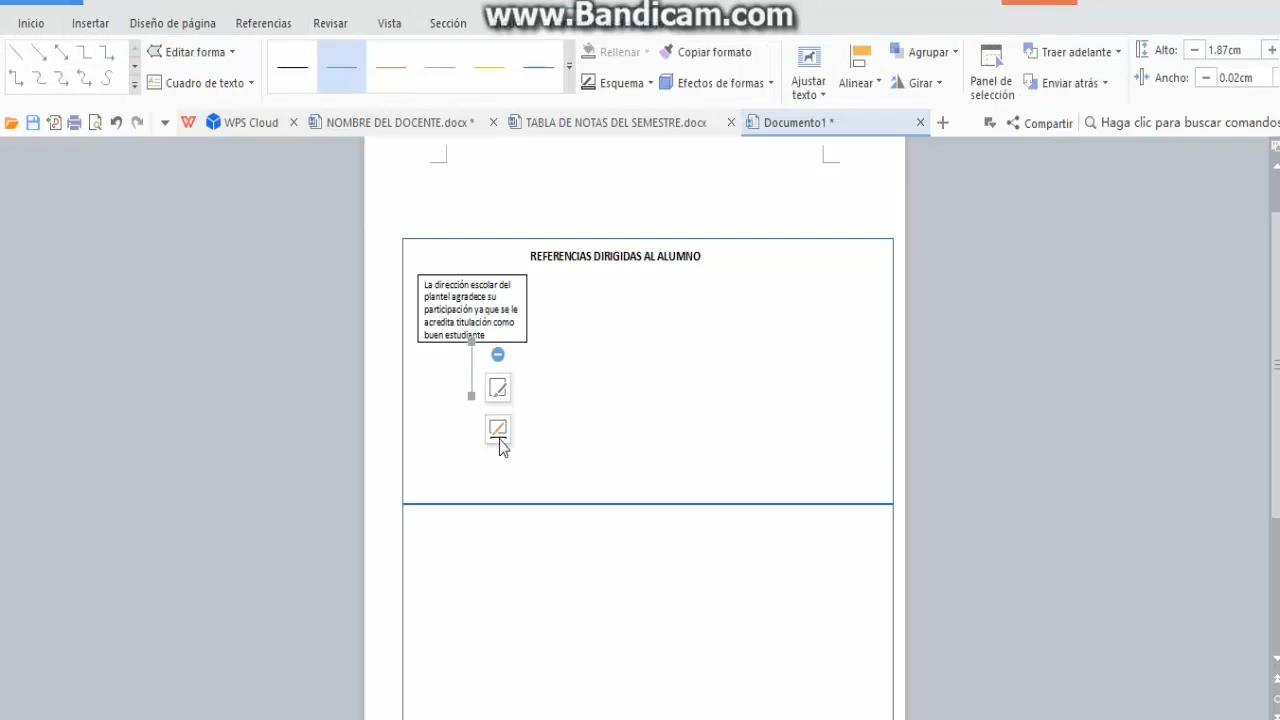 www.Bandicam.com
Inicio Insertar Diseño de página Referencias Revisar Vista Sección
Editar forma Rellenar Copiar formato Agrupar Traer adelante Alto: 1.87cm
Cuadro de texto Esquema Efectos de formas Ajustar texto Alinear Girar Panel de selección Enviar atrás Ancho: 0.02cm
WPS Cloud NOMBRE DEL DOCENTE.docx * TABLA DE NOTAS DEL SEMESTRE.docx Documento1 * Compartir Haga clic para buscar comandos
REFERENCIAS DIRIGIDAS AL ALUMNO
La dirección escolar del
plantel agradece su
participación ya que se le
acredita titulación como
buen estudiante